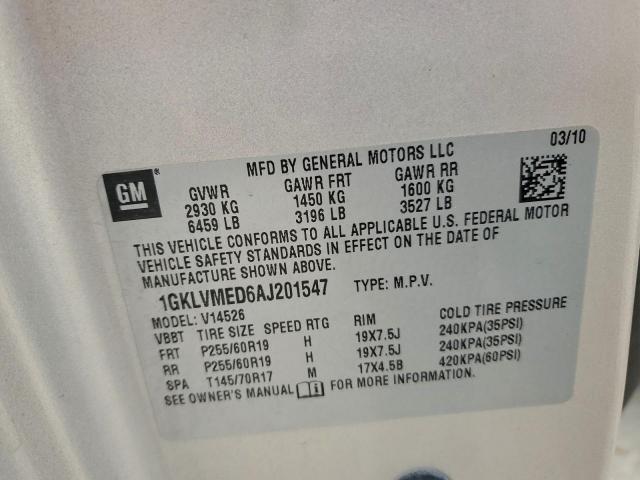 03/10
MFD BY GENERAL MOTORS LLC
GM®
GVWR GAWR FRT GAWR RR
2930 KG 1450 KG 1600 KG
6459 LB 3196 LB 3527 LB
THIS VEHICLE CONFORMS TO ALL APPLICABLE U.S. FEDERAL MOTOR
VEHICLE SAFETY STANDARDS IN EFFECT ON THE DATE OF
MANUFACTURE SHOWN ABOVE.
1GKLVMED6AJ201547 TYPE: M.P.V.
MODEL: V14526
VBBT TIRE SIZE SPEED RTG RIM COLD TIRE PRESSURE
FRT P255/60R19 H 19X7.5J 240KPA(35PSI)
RR P255/60R19 H 19X7.5J 240KPA(35PSI)
SPA T145/70R17 M 17X4.5B 420KPA(60PSI)
SEE OWNER'S MANUAL FOR MORE INFORMATION.